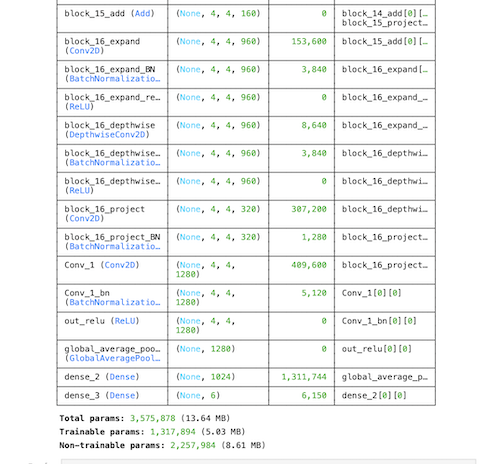 block_15_add (Add) (None, 4, 4, 160) 0 block_14_add[0][…
block_15_project…
block_16_expand (None, 4, 4, 960) 153,600 block_15_add[0][…
(Conv2D)
block_16_expand_BN (None, 4, 4, 960) 3,840 block_16_expand[…
(BatchNormalizatio…
block_16_expand_re… (None, 4, 4, 960) 0 block_16_expand_…
(ReLU)
block_16_depthwise (None, 4, 4, 960) 8,640 block_16_expand_…
(DepthwiseConv2D)
block_16_depthwise… (None, 4, 4, 960) 3,840 block_16_depthwi…
(BatchNormalizatio…
block_16_depthwise… (None, 4, 4, 960) 0 block_16_depthwi…
(ReLU)
block_16_project (None, 4, 4, 320) 307,200 block_16_depthwi…
(Conv2D)
block_16_project_BN (None, 4, 4, 320) 1,280 block_16_project…
(BatchNormalizatio…
Conv_1 (Conv2D) (None, 4, 4, 409,600 block_16_project…
1280)
Conv_1_bn (None, 4, 4, 5,120 Conv_1[0][0]
(BatchNormalizatio… 1280)
out_relu (ReLU) (None, 4, 4, 0 Conv_1_bn[0][0]
1280)
global_average_poo… (None, 1280) 0 out_relu[0][0]
(GlobalAveragePool…
dense_2 (Dense) (None, 1024) 1,311,744 global_average_p…
dense_3 (Dense) (None, 6) 6,150 dense_2[0][0]
Total params: 3,575,878 (13.64 MB)
Trainable params: 1,317,894 (5.03 MB)
Non-trainable params: 2,257,984 (8.61 MB)